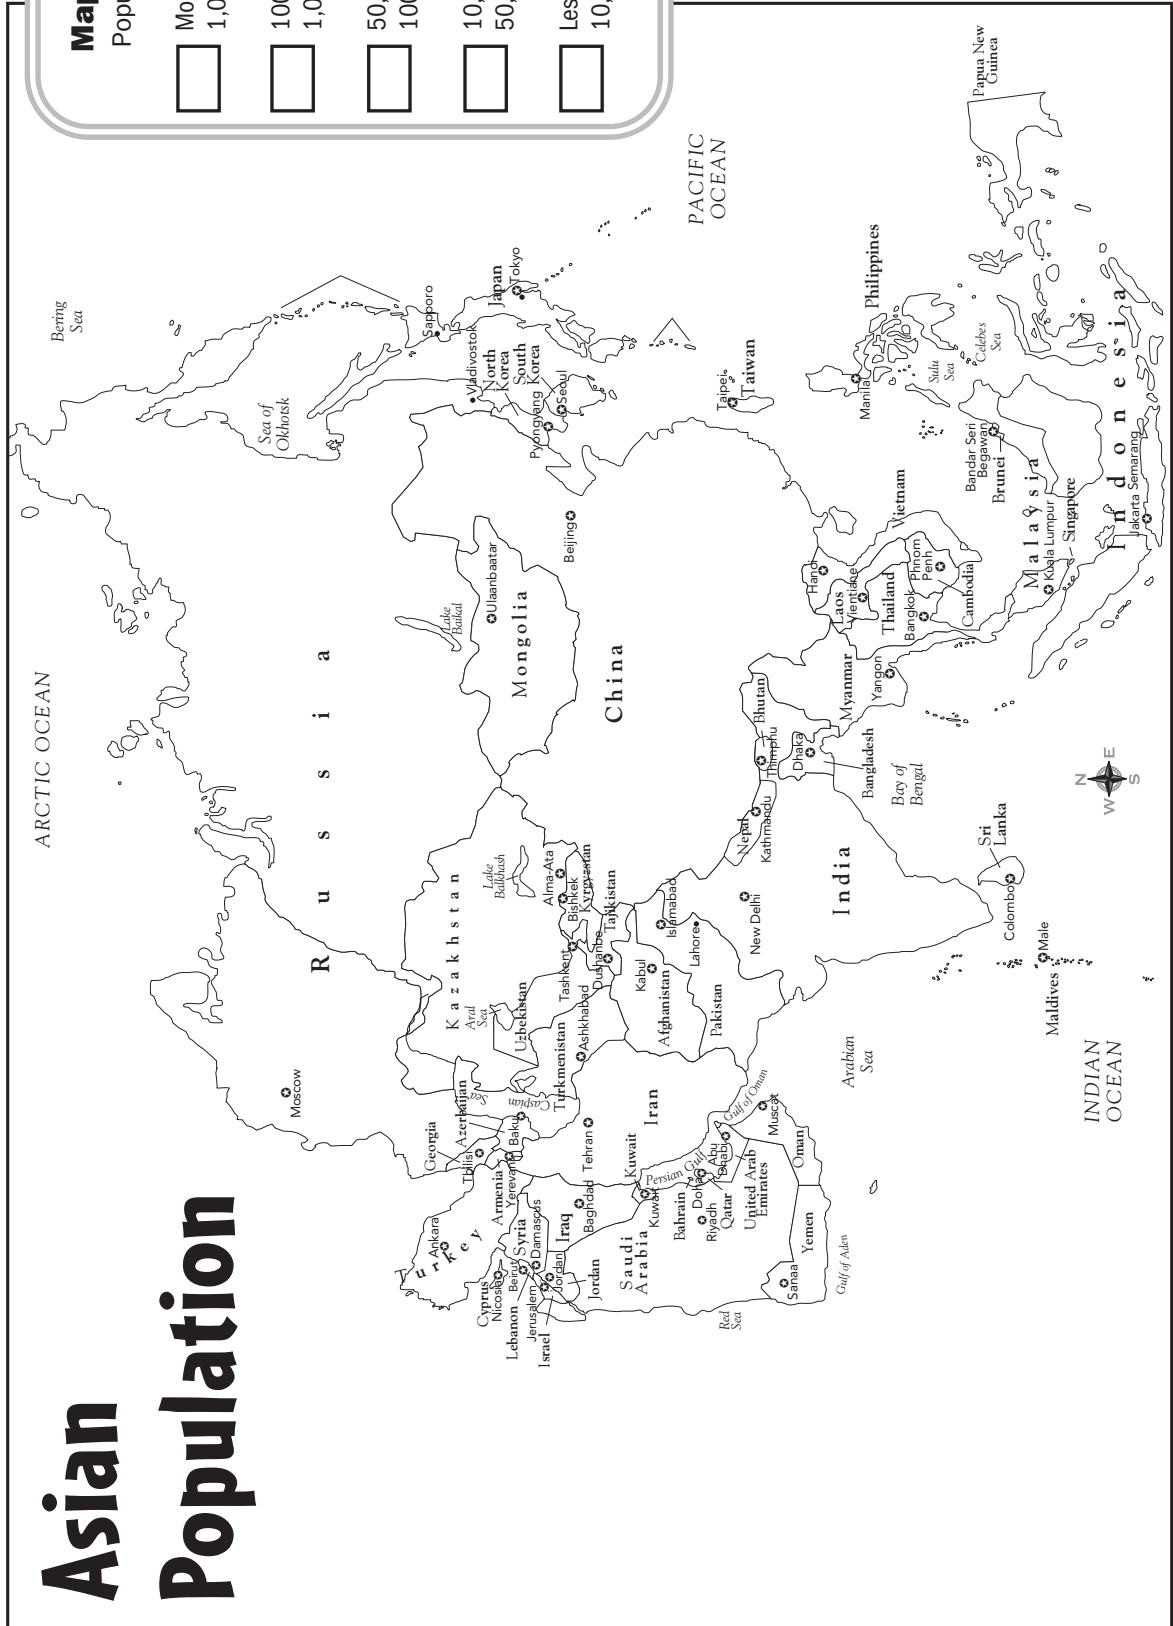 Asian
Population
Map
Popu
Mo
1,0
100
1,0
50,
100
10,
50,
Les
10,
ARCTIC OCEAN
Bering
Sea
Sea of
Okhotsk
PACIFIC
OCEAN
Russia
Moscow
Vladivostok
Sapporo
Japan
Tokyo
North
Korea
South
Korea
Pyongyang
Seoul
Lake
Baikal
Ulaanbaatar
Mongolia
Beijing
China
Taipei
Taiwan
Kazakhstan
Lake
Balkhash
Aral
Sea
Alma-Ata
Bishkek
Kyrgyzstan
Tashkent
Uzbekistan
Tajikistan
Dushanbe
Turkmenistan
Ashkhabad
Caspian
Sea
Georgia
Tbilisi
Azerbaijan
Baku
Armenia
Yerevan
Ankara
Turkey
Cyprus
Nicosia
Syria
Damascus
Lebanon
Beirut
Jerusalem
Israel
Jordan
Jordan
Iraq
Baghdad
Tehran
Iran
Kuwait
Kuwait
Saudi
Arabia
Riyadh
Persian Gulf
Bahrain
Doha
Qatar
Abu
Dhabi
United Arab
Emirates
Gulf of Oman
Muscat
Oman
Yemen
Sanaa
Red
Sea
Gulf of Aden
Arabian
Sea
Kabul
Afghanistan
Islamabad
Lahore
Pakistan
New Delhi
India
Nepal
Kathmandu
Bhutan
Thimphu
Dhaka
Bangladesh
Bay of
Bengal
Sri
Lanka
Colombo
Male
Maldives
INDIAN
OCEAN
Myanmar
Yangon
Laos
Vientiane
Hanoi
Vietnam
Thailand
Bangkok
Phnom
Penh
Cambodia
Philippines
Manila
Sulu
Sea
Celebes
Sea
Bandar Seri
Begawan
Brunei
Malaysia
Kuala Lumpur
Singapore
Indonesia
Jakarta
Semarang
Papua New
Guinea
N
W
E
S